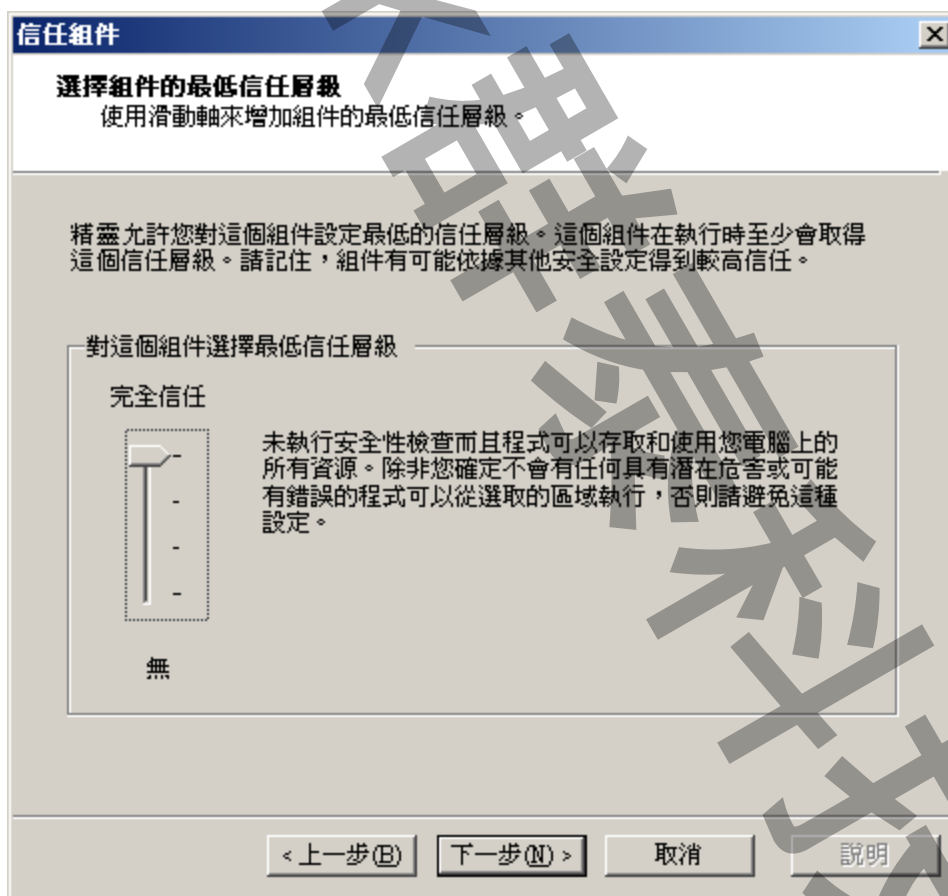 信任組件
選擇組件的最低信任層級
使用滑動軸來增加組件的最低信任層級。
精靈允許您對這個組件設定最低的信任層級。這個組件在執行時至少會取得
這個信任層級。請記住，組件有可能依據其他安全設定得到較高信任。
對這個組件選擇最低信任層級
完全信任
未執行安全性檢查而且程式可以存取和使用您電腦上的
所有資源。除非您確定不會有任何具有潛在危害或可能
有錯誤的程式可以從選取的區域執行，否則請避免這種
設定。
無
<上一步(B)
下一步(N)>
取消
說明